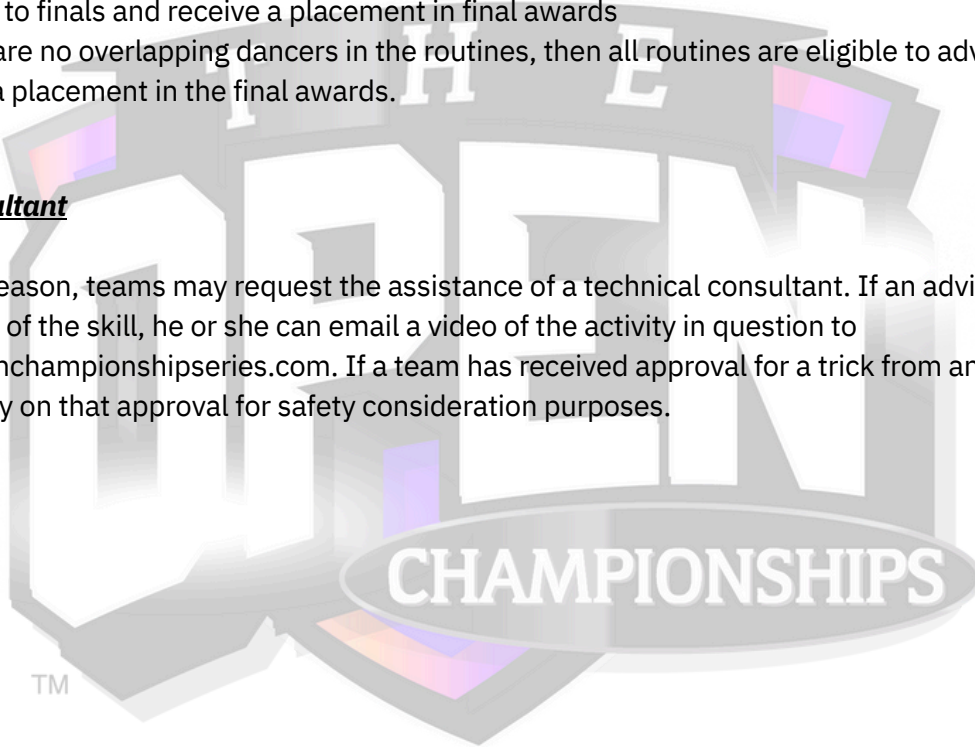 to finals and receive a placement in final awards
are no overlapping dancers in the routines, then all routines are eligible to adv
a placement in the final awards.
ultant
eason, teams may request the assistance of a technical consultant. If an advi
of the skill, he or she can email a video of the activity in question to
nchampionshipseries.com. If a team has received approval for a trick from an
y on that approval for safety consideration purposes.
THE
OPEN
CHAMPIONSHIPS
TM